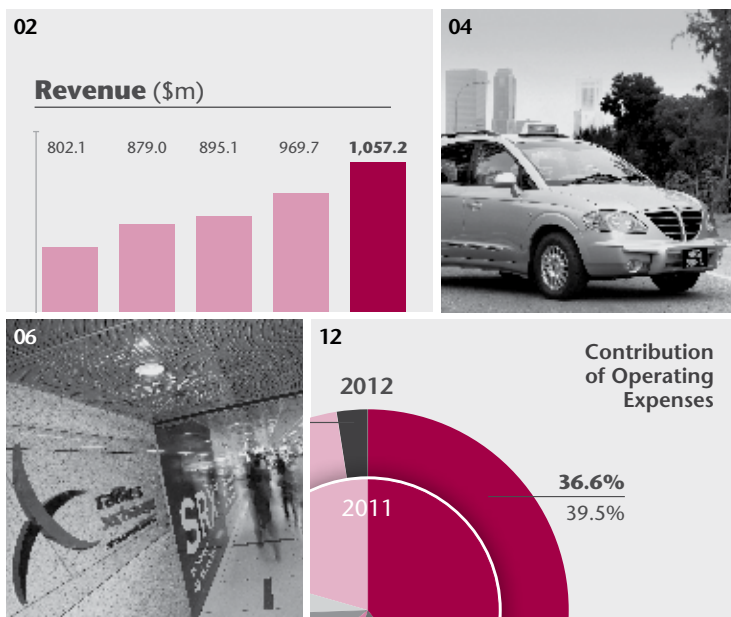 02
Revenue ($m)
802.1 879.0 895.1 969.7 1,057.2
04
06
raffles
12
Contribution
of Operating
Expenses
2012
36.6%
39.5%
2011